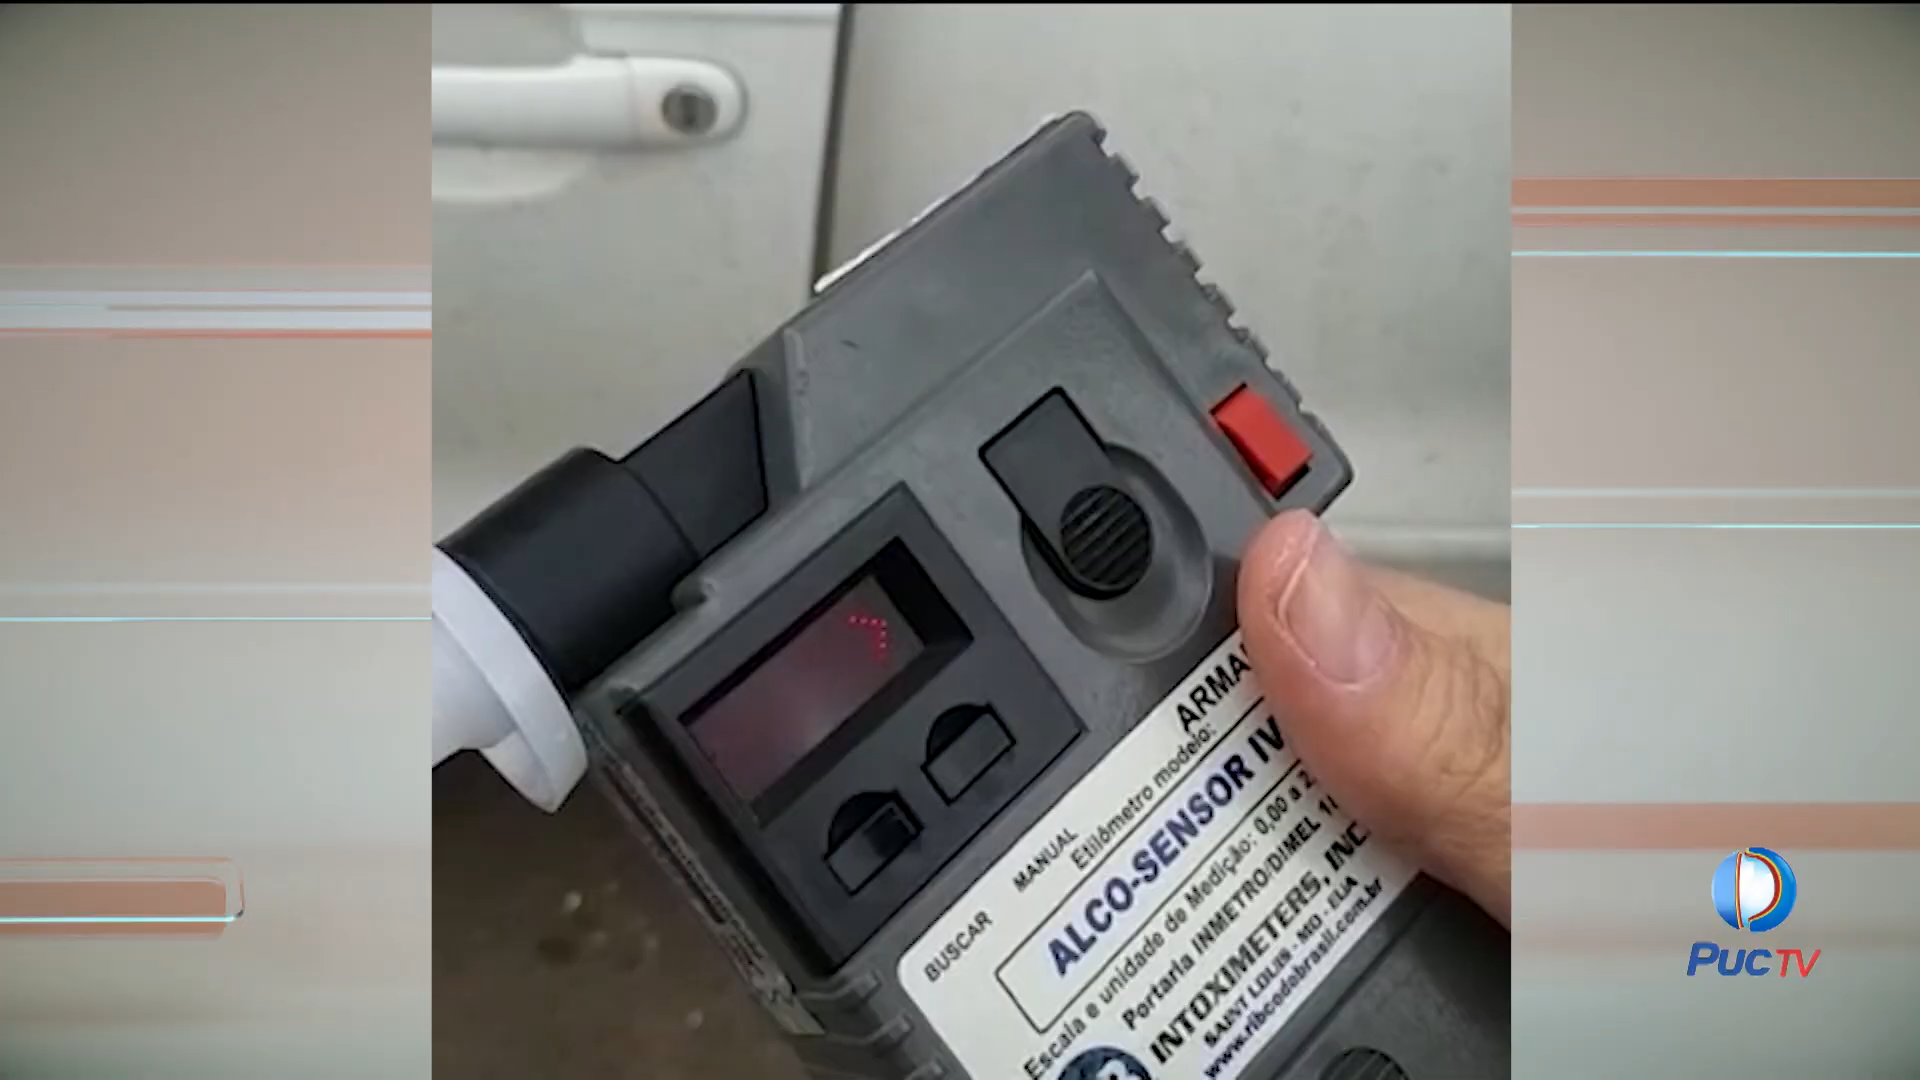 ARMA
BUSCAR MANUAL Etilômetro modelo:
ALCO-SENSOR IV
Escala e unidade de Medição: 0,00 a 2
Portaria INMETRO/DIMEL
INTOXIMETERS, INC
SAINT LOUIS - MO - EUA
www.rlbcdobrasil.com.br
PUC TV